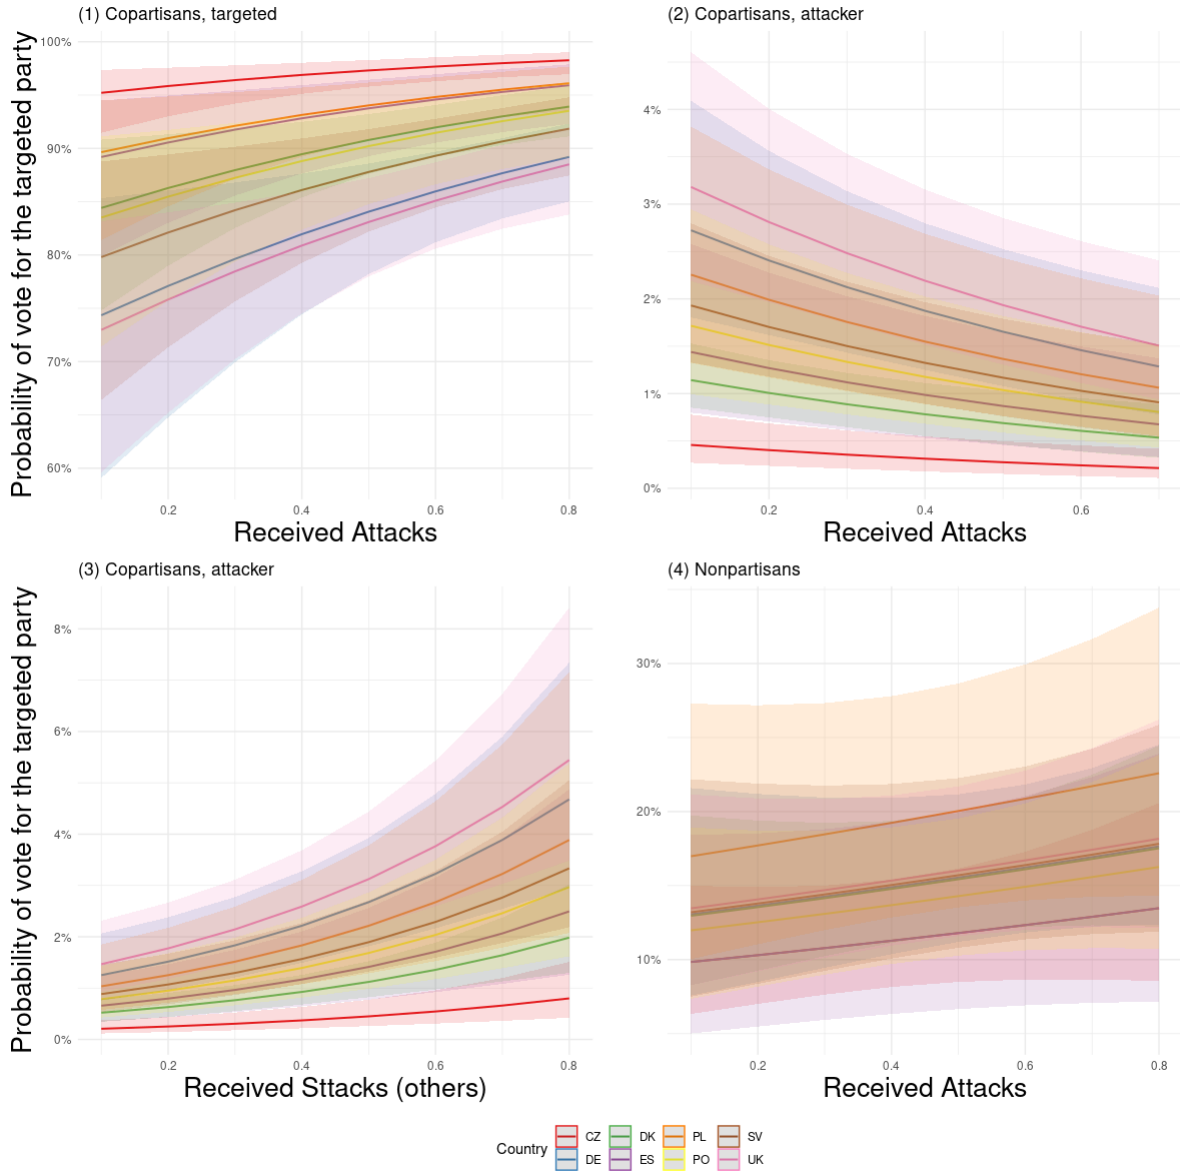 (1) Copartisans, targeted
(2) Copartisans, attacker
Probability of vote for the targeted party
100%
90%
80%
70%
60%
4%
3%
2%
1%
0%
0.2 0.4 0.6 0.8
0.2 0.4 0.6
Received Attacks
Received Attacks
(3) Copartisans, attacker
(4) Nonpartisans
Probability of vote for the targeted party
8%
6%
4%
2%
0%
30%
20%
10%
0.2 0.4 0.6 0.8
0.2 0.4 0.6 0.8
Received Sttacks (others)
Received Attacks
Country
CZ DK PL SV
DE ES PO UK